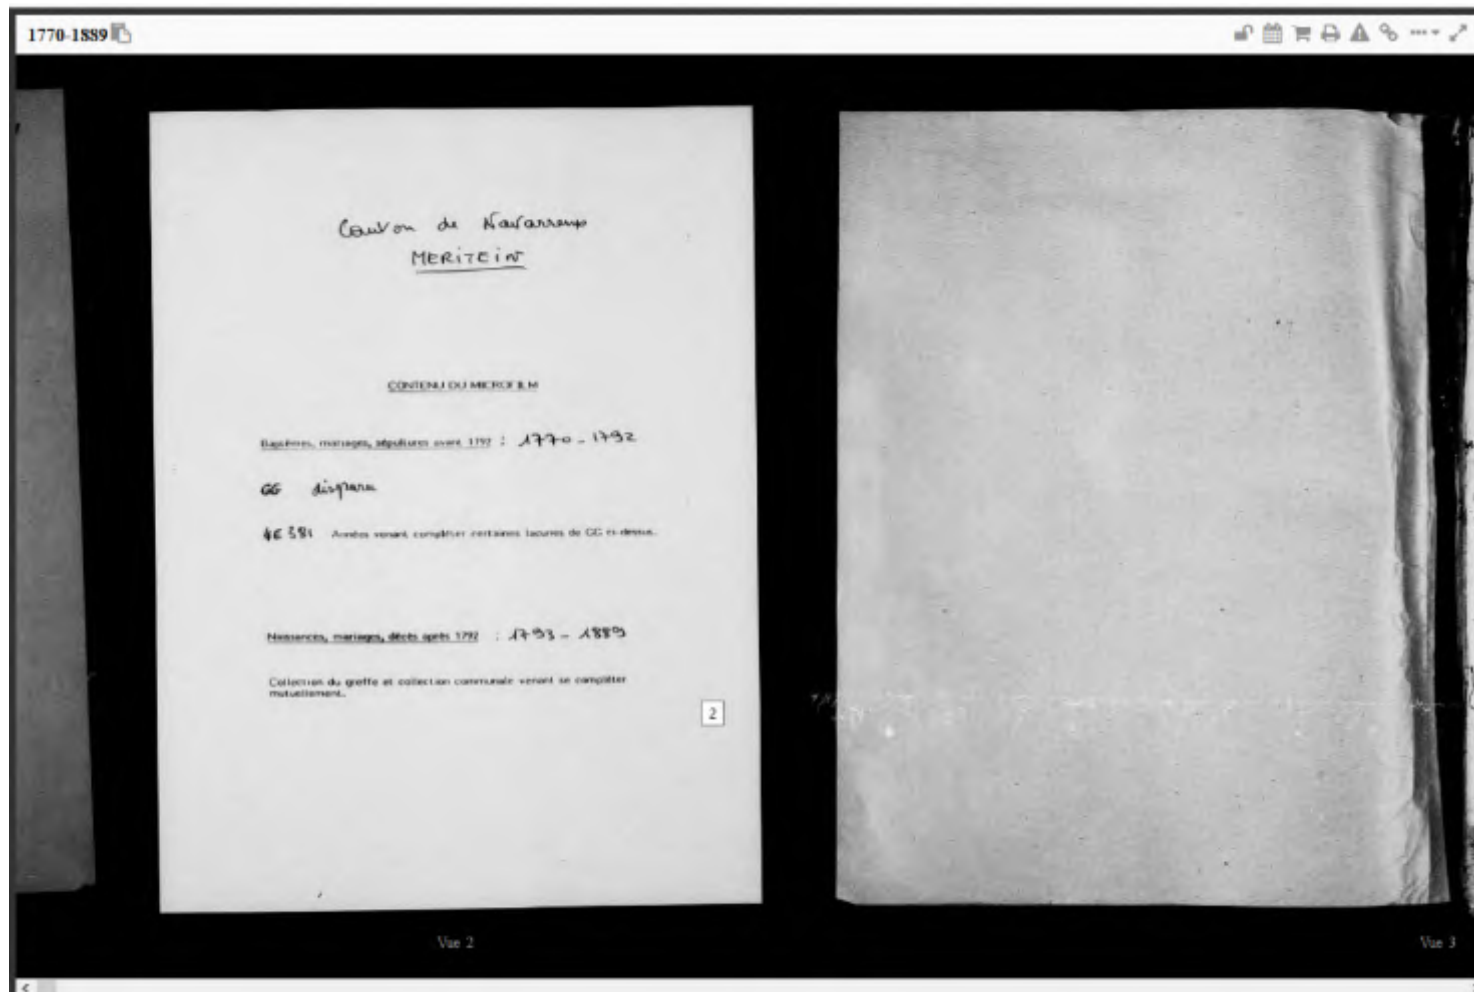 1770-1889
Canton de Navarrenx
MERITEIN
CONTENU DU MICROFILM
Baptêmes, mariages, sépultures avant 1792 : 1770 - 1792
GG disparu
4E 381 Années venant compléter certaines lacunes de GG ci-dessus.
Naissances, mariages, décès après 1792 : 1793 - 1889
Collection du greffe et collection communale venant se compléter
mutuellement.
2
Vue 2
Vue 3